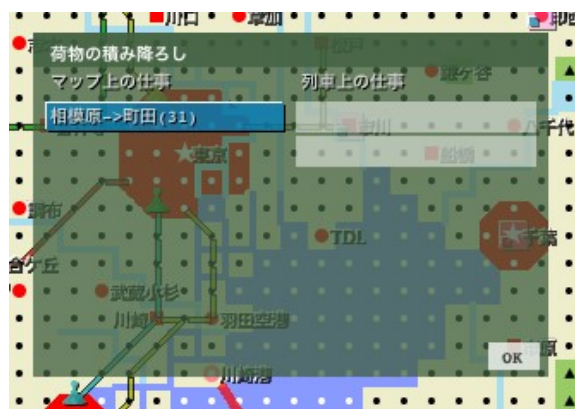 川口
草加
荷物の積み降ろし
マップ上の仕事
列車上の仕事
相模原->町田(31)
鎌ケ谷
市川
八千代
東京
船橋
調布
TDL
千葉
武蔵小杉
川崎
羽田空港
OK
川崎港